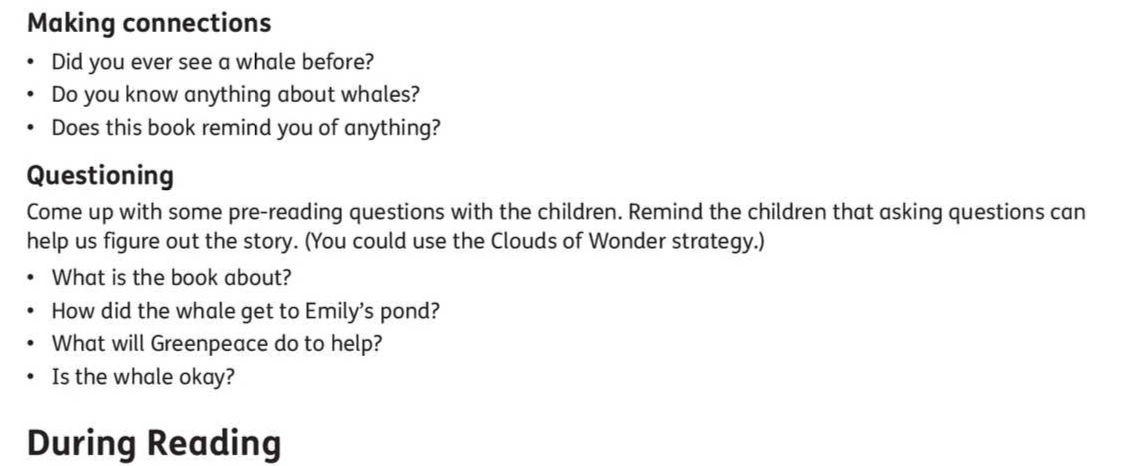 Making connections
• Did you ever see a whale before?
• Do you know anything about whales?
• Does this book remind you of anything?
Questioning
Come up with some pre-reading questions with the children. Remind the children that asking questions can
help us figure out the story. (You could use the Clouds of Wonder strategy.)
• What is the book about?
• How did the whale get to Emily’s pond?
• What will Greenpeace do to help?
• Is the whale okay?
During Reading